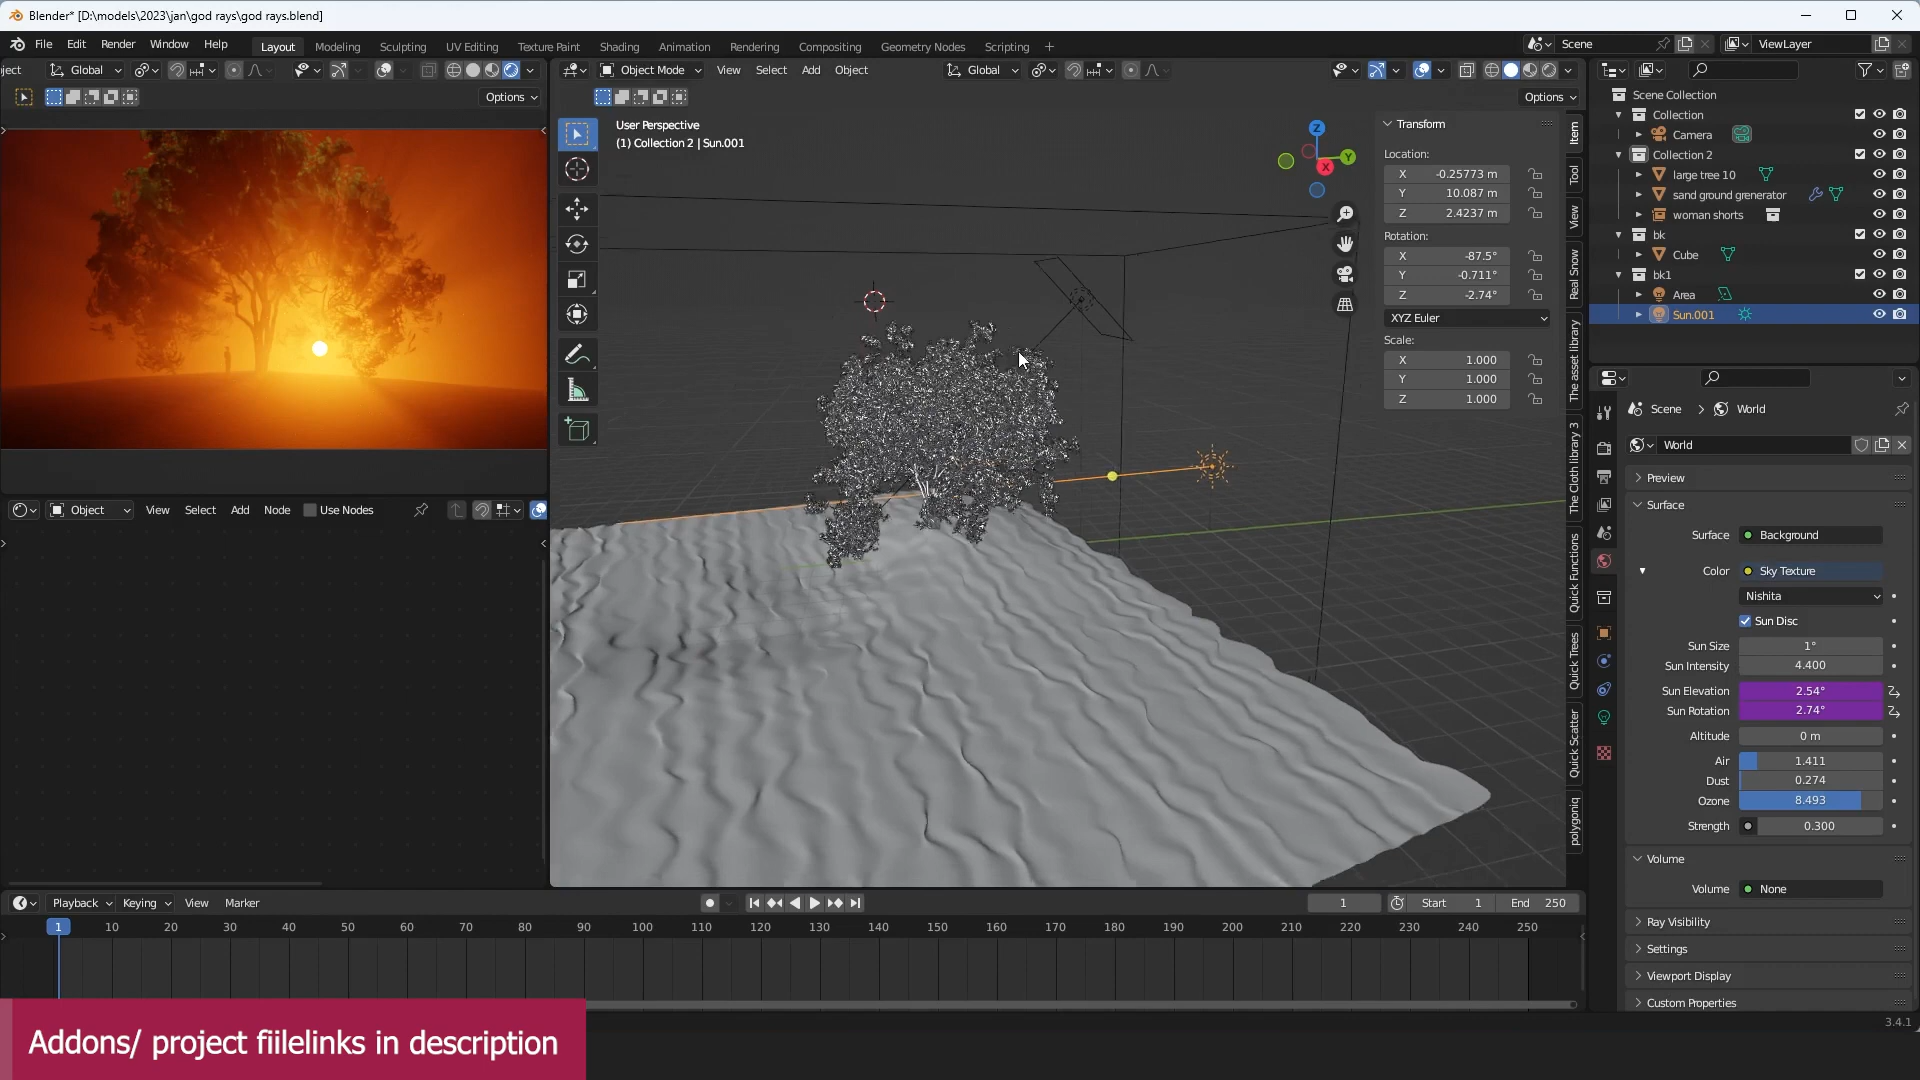 Blender* [D:\models\2023\jan\god rays\god rays.blend]
File Edit Render Window Help Layout Modeling Sculpting UV Editing Texture Paint Shading Animation Rendering Compositing Geometry Nodes Scripting + Scene ViewLayer
ject Global Object Mode View Select Add Object Global
Options Options
User Perspective
(1) Collection 2 | Sun.001
Z
Y
X
Transform
Location:
X -0.25773 m
Y 10.087 m
Z 2.4237 m
Rotation:
X -87.5°
Y -0.711°
Z -2.74°
XYZ Euler
Scale:
X 1.000
Y 1.000
Z 1.000
Item
Tool
View
Real Snow
The asset library
The Cloth library 3
Quick Functions
Quick Trees
Quick Scatter
polygoniq
Scene Collection
Collection
Camera
Collection 2
large tree 10
sand ground grenerator
woman shorts
bk
Cube
bk1
Area
Sun.001
Scene > World
World
Preview
Surface
Surface Background
Color Sky Texture
Nishita
Sun Disc
Sun Size 1°
Sun Intensity 4.400
Sun Elevation 2.54°
Sun Rotation 2.74°
Altitude 0 m
Air 1.411
Dust 0.274
Ozone 8.493
Strength 0.300
Volume
Volume None
Ray Visibility
Settings
Viewport Display
Custom Properties
Object View Select Add Node Use Nodes
Playback Keying View Marker 1 Start 1 End 250
1 10 20 30 40 50 60 70 80 90 100 110 120 130 140 150 160 170 180 190 200 210 220 230 240 250
3.4.1
Addons/ project fiilelinks in description